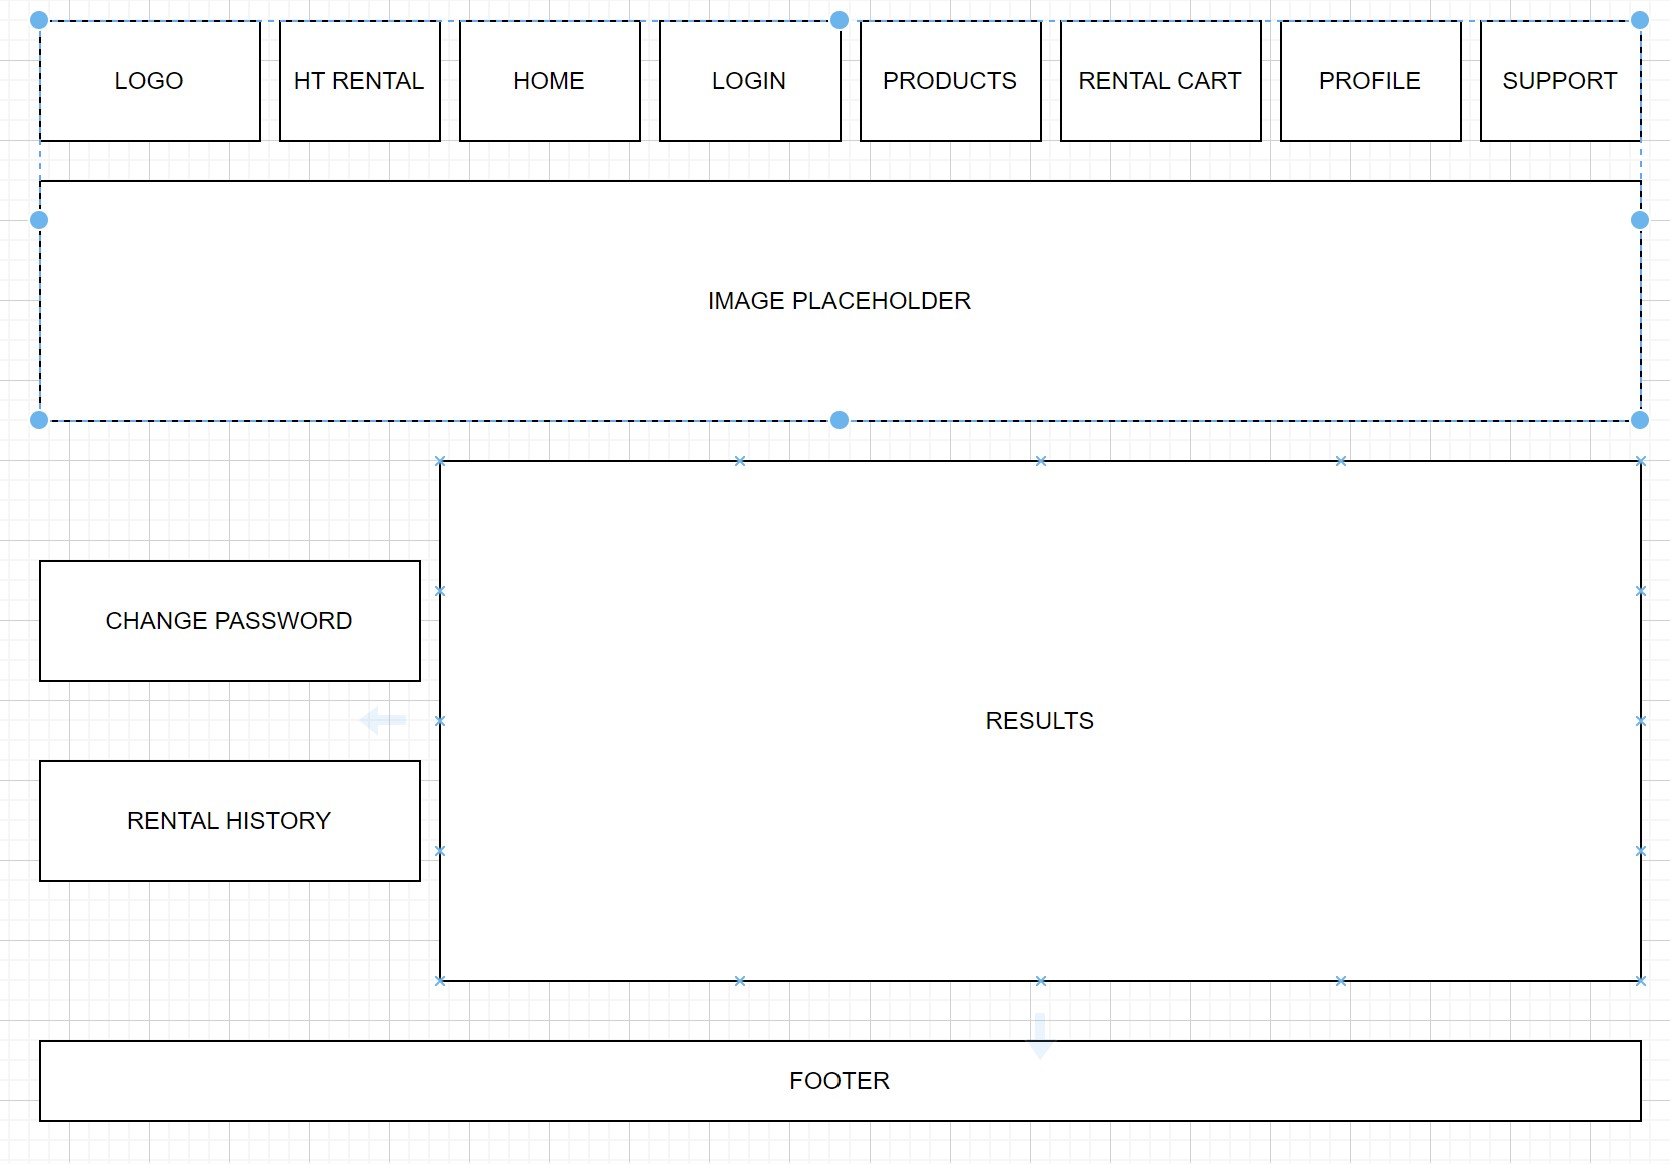 LOGO
HT RENTAL
HOME
LOGIN
PRODUCTS
RENTAL CART
PROFILE
SUPPORT
IMAGE PLACEHOLDER
CHANGE PASSWORD
RESULTS
RENTAL HISTORY
FOOTER